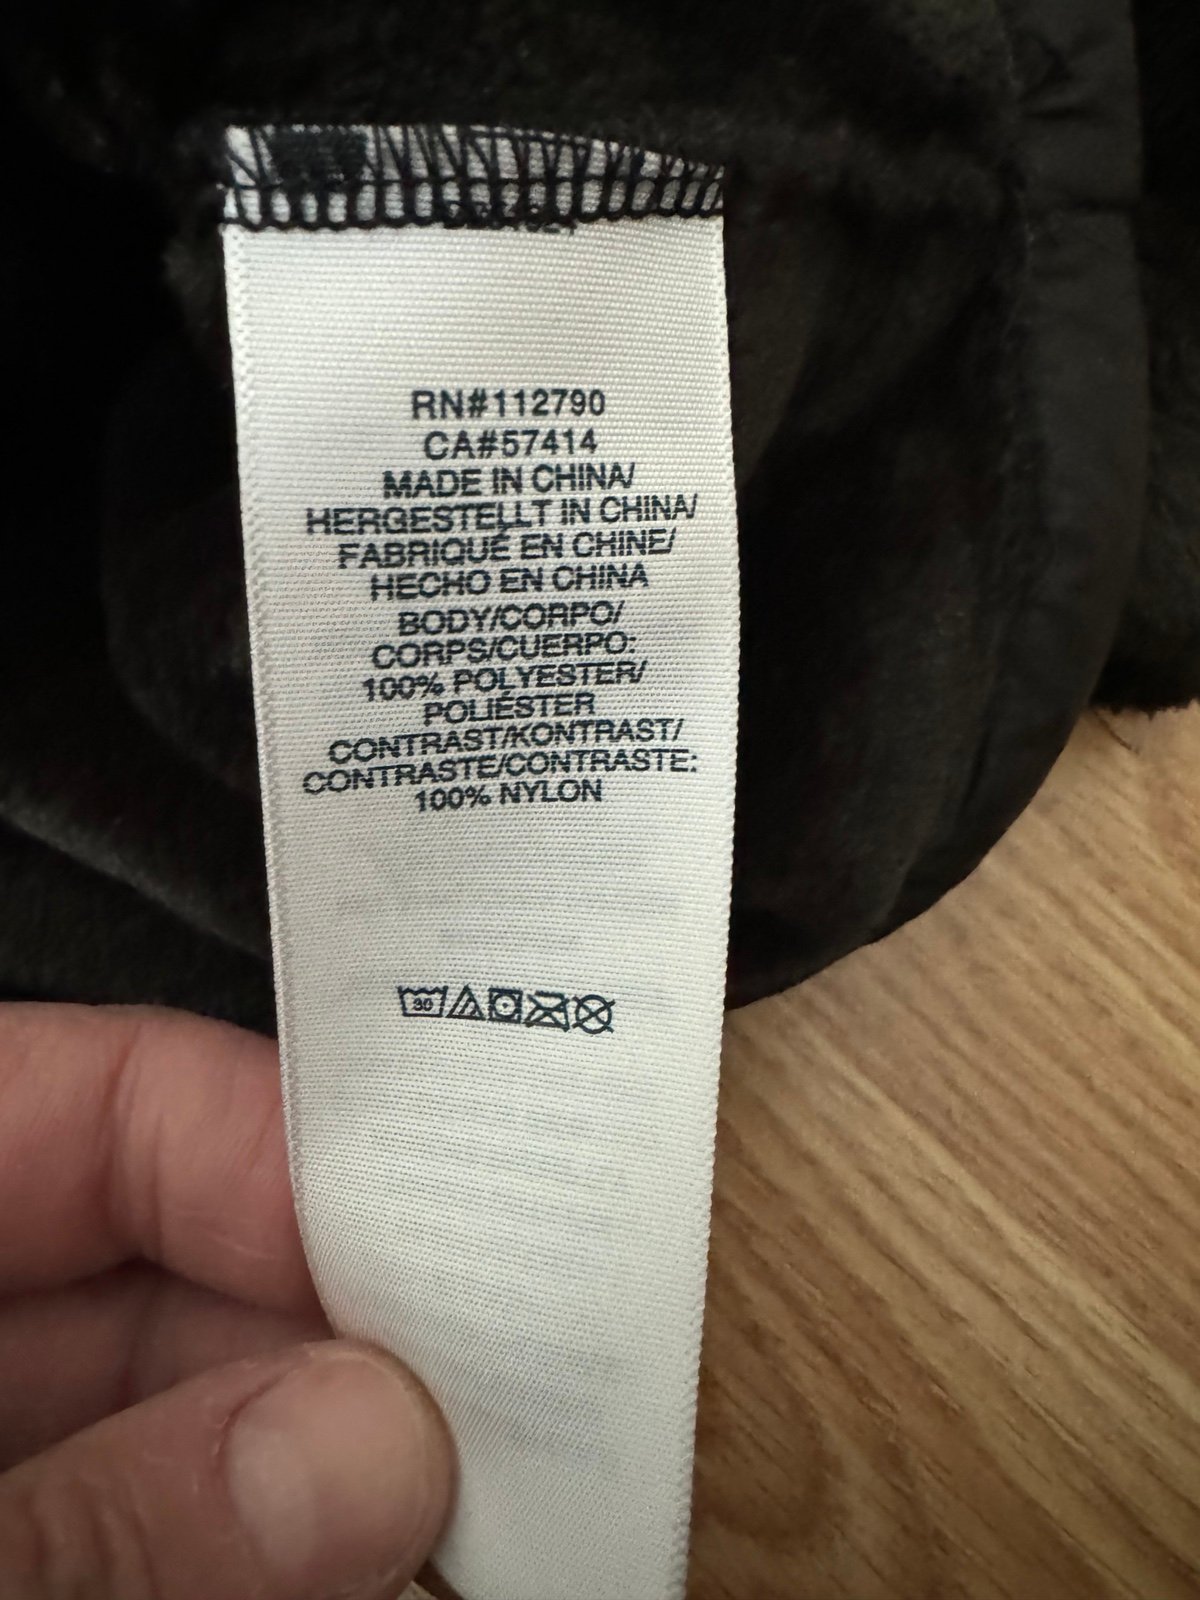 RN#112790
CA#57414
MADE IN CHINA/
HERGESTELLT IN CHINA/
FABRIQUÉ EN CHINE/
HECHO EN CHINA
BODY/CORPO/
CORPS/CUERPO:
100% POLYESTER/
POLIÉSTER
CONTRAST/KONTRAST/
CONTRASTE/CONTRASTE:
100% NYLON
30